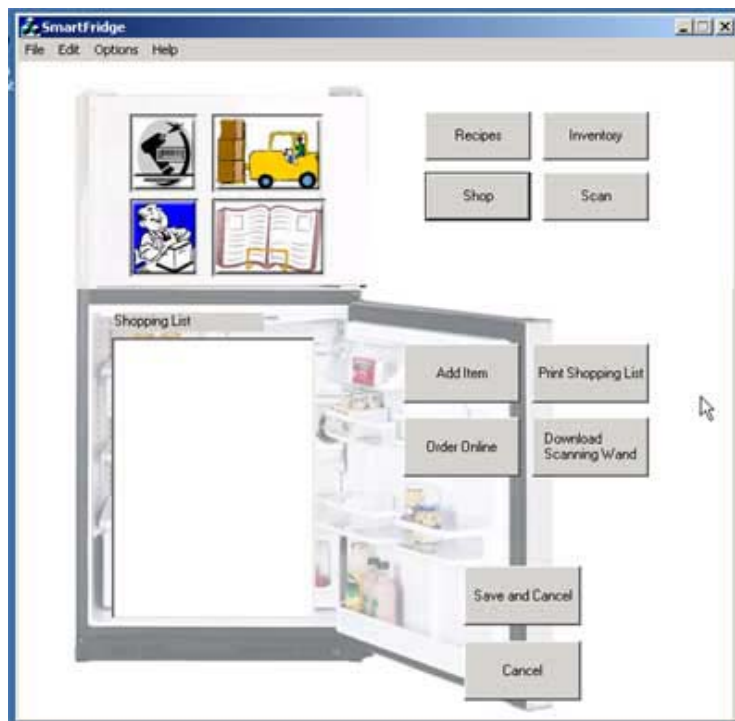 SmartFridge
File Edit Options Help
Recipes Inventory
Shop Scan
Shopping List
Add Item Print Shopping List
Order Online Download
Scanning Wand
Save and Cancel
Cancel